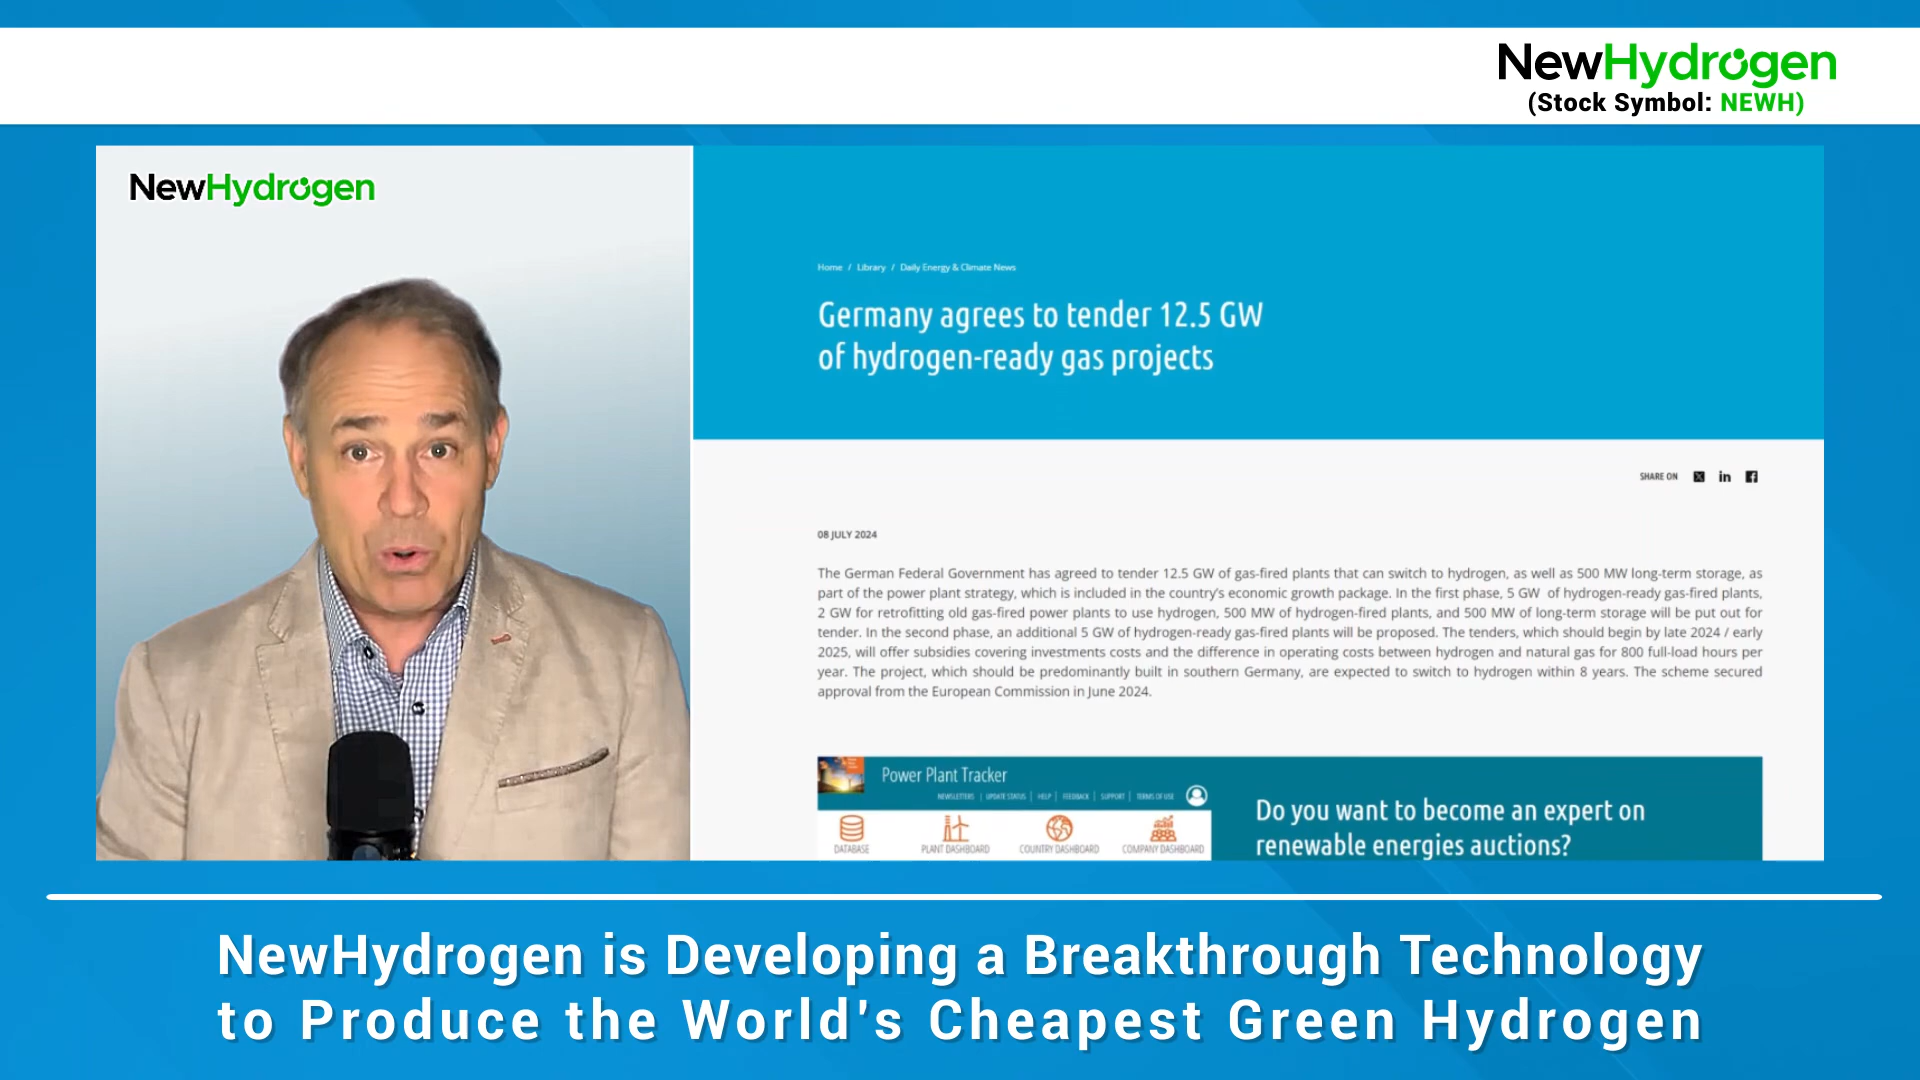 NewHydrogen
(Stock Symbol: NEWH)
NewHydrogen
Home / Library / Daily Energy & Climate News
Germany agrees to tender 12.5 GW
of hydrogen-ready gas projects
SHARE ON
08 JULY 2024
The German Federal Government has agreed to tender 12.5 GW of gas-fired plants that can switch to hydrogen, as well as 500 MW long-term storage, as
part of the power plant strategy, which is included in the country's economic growth package. In the first phase, 5 GW of hydrogen-ready gas-fired plants,
2 GW for retrofitting old gas-fired power plants to use hydrogen, 500 MW of hydrogen-fired plants, and 500 MW of long-term storage will be put out for
tender. In the second phase, an additional 5 GW of hydrogen-ready gas-fired plants will be proposed. The tenders, which should begin by late 2024 / early
2025, will offer subsidies covering investments costs and the difference in operating costs between hydrogen and natural gas for 800 full-load hours per
year. The project, which should be predominantly built in southern Germany, are expected to switch to hydrogen within 8 years. The scheme secured
approval from the European Commission in June 2024.
Power Plant Tracker
NEWSLETTERS | UPDATE STATUS | HELP | FEEDBACK | SUPPORT | TERMS OF USE
DATABASE PLANT DASHBOARD COUNTRY DASHBOARD COMPANY DASHBOARD
Do you want to become an expert on
renewable energies auctions?
NewHydrogen is Developing a Breakthrough Technology
to Produce the World's Cheapest Green Hydrogen